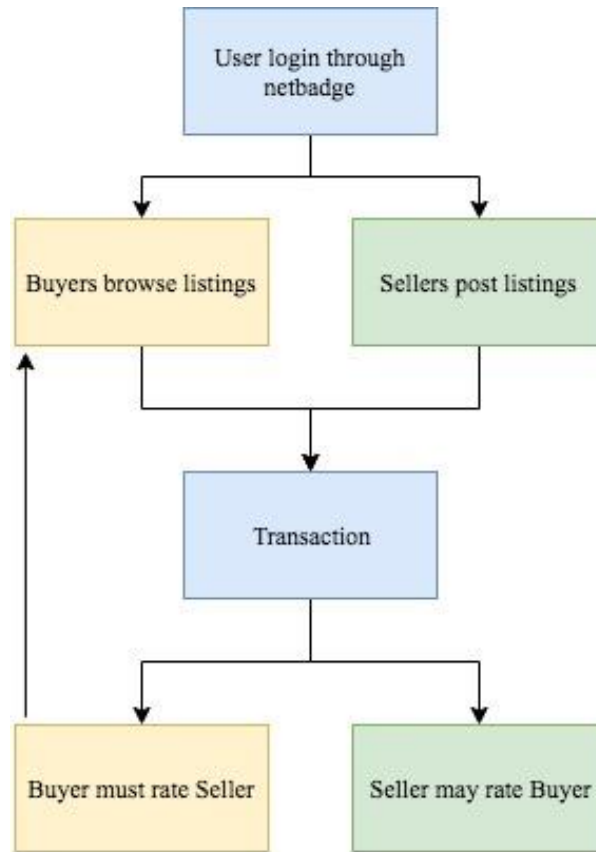 User login through
netbadge
Buyers browse listings
Sellers post listings
Transaction
Buyer must rate Seller
Seller may rate Buyer